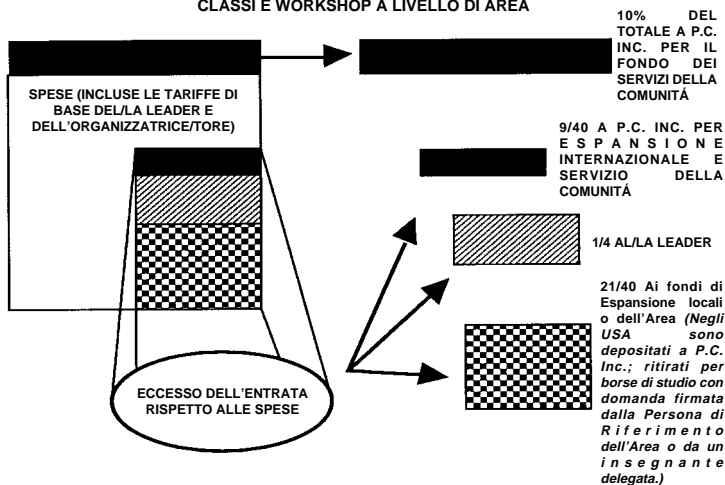 CLASSI E WORKSHOP A LIVELLO DI AREA
10% DEL
TOTALE A P.C.
INC. PER IL
FONDO DEI
SERVIZI DELLA
COMUNITÁ
SPESE (INCLUSE LE TARIFFE DI
BASE DEL/LA LEADER E
DELL'ORGANIZZATRICE/TORE)
9/40 A P.C. INC. PER
ESPANSIONE
INTERNAZIONALE E
SERVIZIO DELLA
COMUNITÁ
1/4 AL/LA LEADER
21/40 Ai fondi di
Espansione locali
o dell'Area (Negli
USA sono
depositati a P.C.
Inc.; ritirati per
borse di studio con
domanda firmata
dalla Persona di
Riferimento
dell'Area o da un
insegnante
delegata.)
ECCESSO DELL'ENTRATA
RISPETTO ALLE SPESE